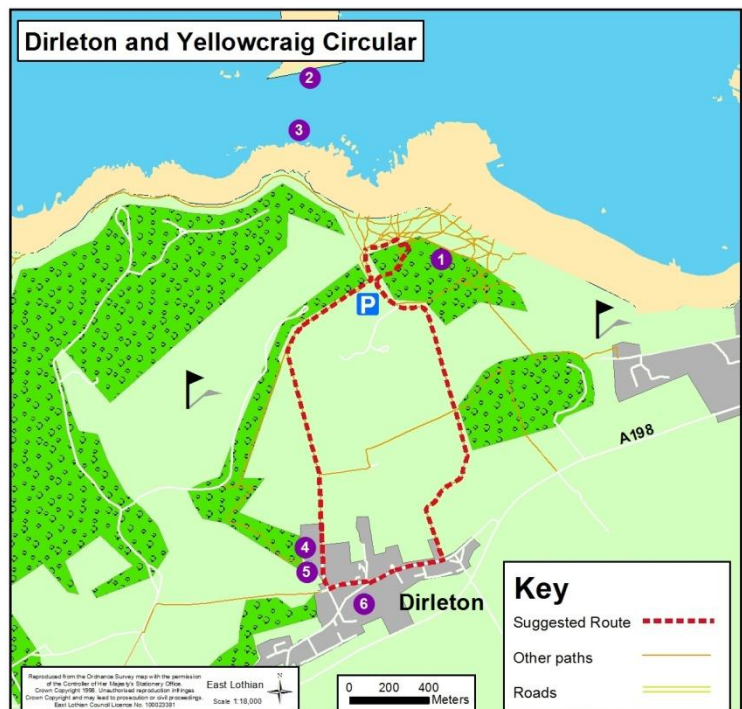 Dirleton and Yellowcraig Circular
2
3
1
P
A198
4
5
6
Dirleton
Key
Suggested Route
Other paths
Roads
Reproduced from the Ordnance Survey map with the permission
of the Controller of Her Majesty's Stationery Office.
Crown Copyright 1998. Unauthorised reproduction infringes
Crown Copyright and may lead to prosecution or civil proceedings.
East Lothian Council Licence No. 100023381
East Lothian
N
Scale 1:18,000
0 200 400
Meters